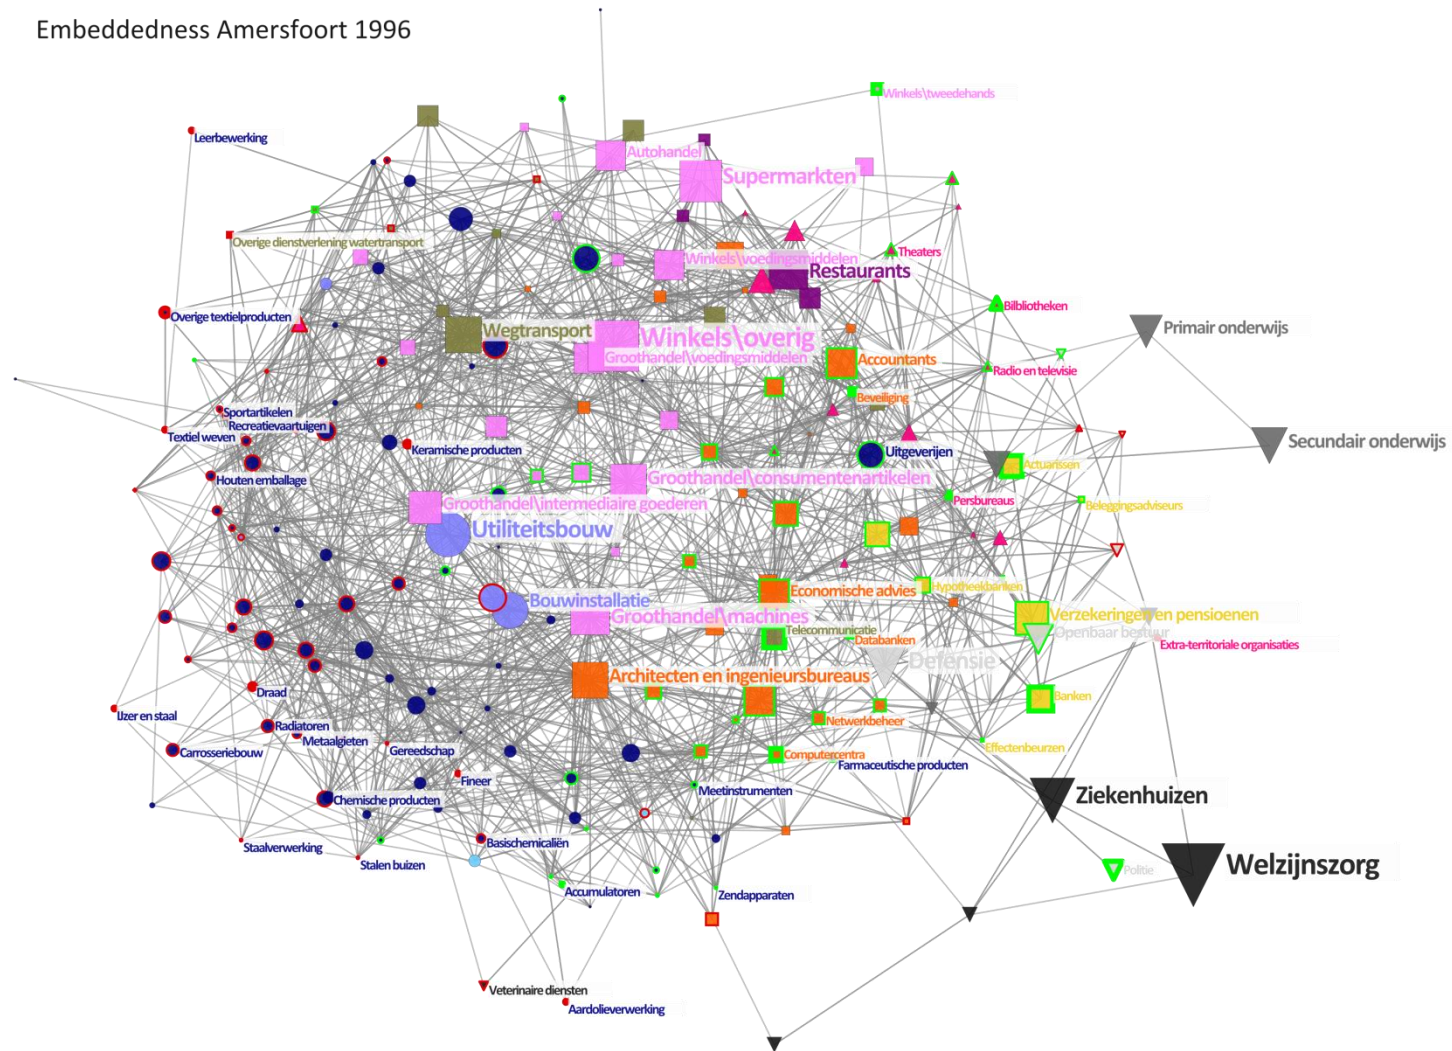 Embeddedness Amersfoort 1996
Winkels\tweedehands
Leerbewerking
Autohandel
Supermarkten
Overige dienstverlening watertransport
Theaters
Winkels\voedingsmiddelen
Restaurants
Bilbliotheken
Overige textielproducten
Wegtransport
Winkels\overig
Primair onderwijs
Groothandel\voedingsmiddelen
Accountants
Radio en televisie
Beveiliging
Sportartikelen
Recreatievaartuigen
Textiel weven
Secundair onderwijs
Keramische producten
Uitgeverijen
Actuarissen
Houten emballage
Groothandel\consumentenartikelen
Persbureaus
Beleggingsadviseurs
Groothandel\intermediaire goederen
Utiliteitsbouw
Hypotheekbanken
Economische advies
Bouwinstallatie
Groothandel\machines
Verzekeringen en pensioenen
Telecommunicatie
Openbaar bestuur
Databanken
Extra-territoriale organisaties
Defensie
Architecten en ingenieursbureaus
Draad
Banken
IJzer en staal
Radiatoren
Netwerkbeheer
Metaalgieten
Carrosseriebouw
Gereedschap
Effectenbeurzen
Computercentra
Farmaceutische producten
Fineer
Meetinstrumenten
Ziekenhuizen
Chemische producten
Staalverwerking
Basischemicaliën
Stalen buizen
Welzijnszorg
Politie
Accumulatoren
Zendapparaten
Veterinaire diensten
Aardolieverwerking